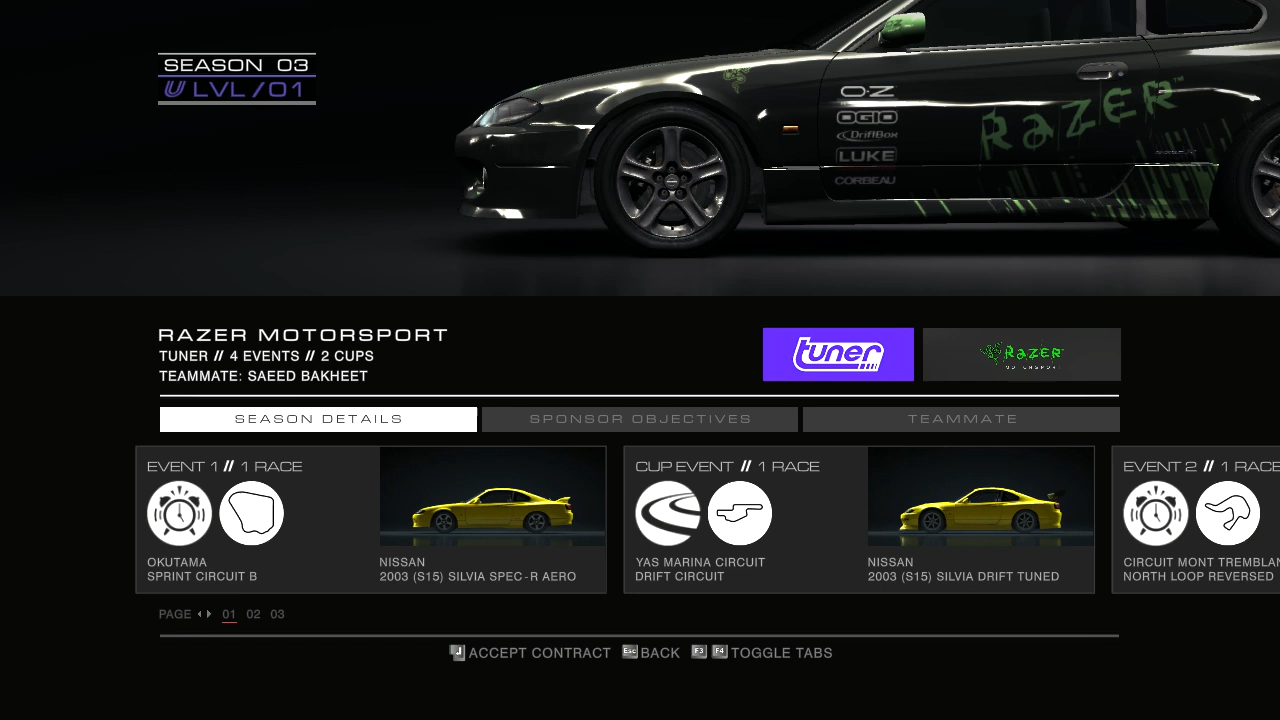 SEASON 03
U LVL/01
O·Z
OGIO
DriftBox
LUKE
CORBEAU
RAZER™
RAZER MOTORSPORT
TUNER // 4 EVENTS // 2 CUPS
TEAMMATE: SAEED BAKHEET
tuner
RAZER
MOTORSPORT
SEASON DETAILS
SPONSOR OBJECTIVES
TEAMMATE
EVENT 1 // 1 RACE
OKUTAMA
SPRINT CIRCUIT B
NISSAN
2003 (S15) SILVIA SPEC-R AERO
CUP EVENT // 1 RACE
YAS MARINA CIRCUIT
DRIFT CIRCUIT
NISSAN
2003 (S15) SILVIA DRIFT TUNED
EVENT 2 // 1 RACE
CIRCUIT MONT TREMBLAN
NORTH LOOP REVERSED
PAGE 01 02 03
ACCEPT CONTRACT Esc BACK F3 F4 TOGGLE TABS